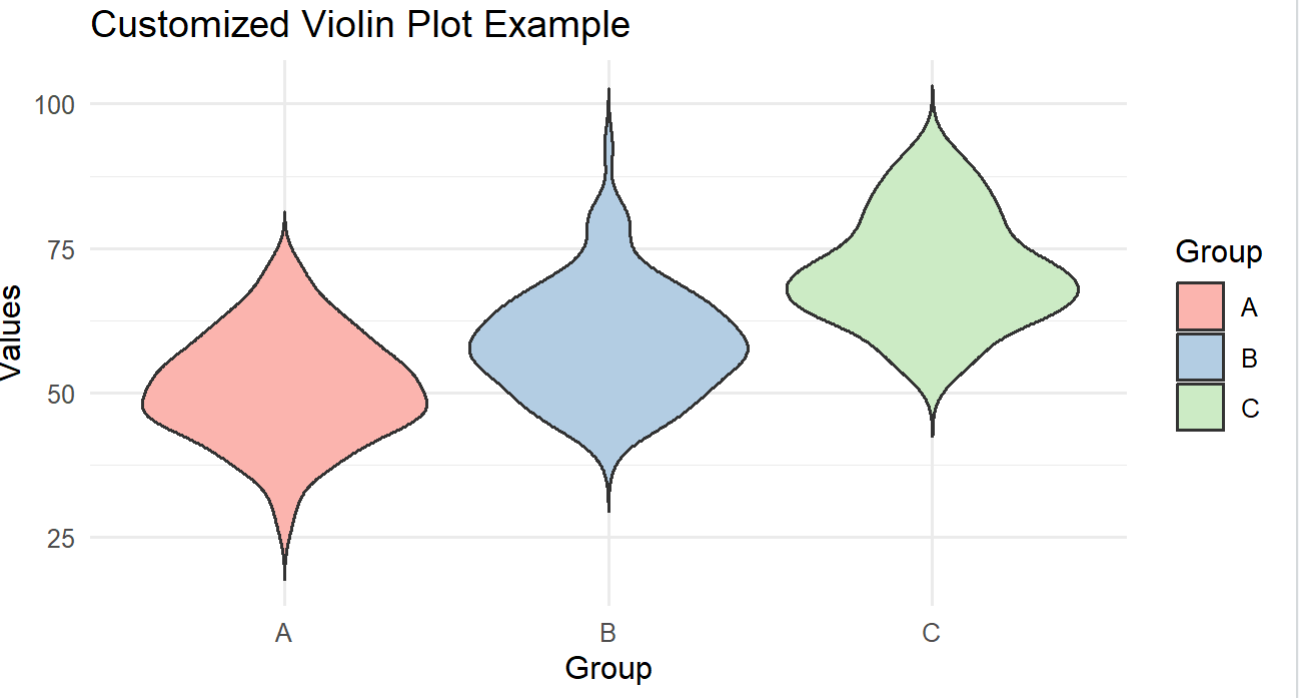 Customized Violin Plot Example
100
75
50
25
Values
A
B
C
Group
Group
A
B
C